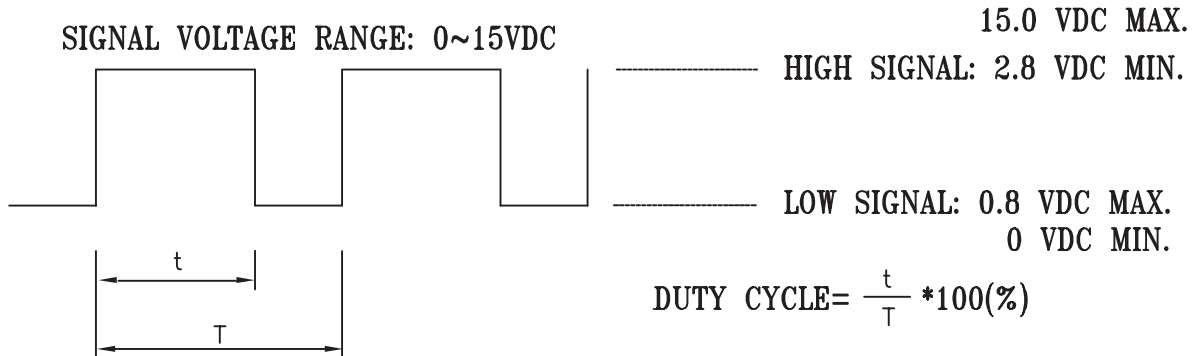 15.0 VDC MAX.
SIGNAL VOLTAGE RANGE: 0~15VDC
HIGH SIGNAL: 2.8 VDC MIN.
LOW SIGNAL: 0.8 VDC MAX.
0 VDC MIN.
t
T
DUTY CYCLE= t/T *100(%)